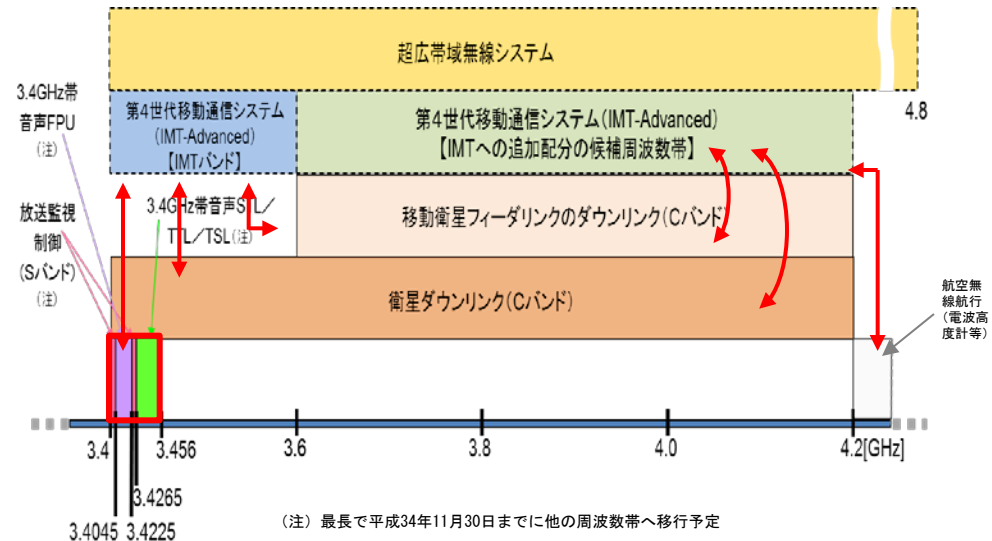 超広帯域無線システム
4.8
3.4GHz帯
音声FPU
(注)
第4世代移動通信システム
(IMT-Advanced)
【IMTバンド】
第4世代移動通信システム(IMT-Advanced)
【IMTへの追加配分の候補周波数帯】
放送監視
制御
(Sバンド)
(注)
3.4GHz帯音声STL/
TTL/TSL(注)
移動衛星フィーダリンクのダウンリンク(Cバンド)
衛星ダウンリンク(Cバンド)
航空無
線航行
(電波高
度計等)
3.4
3.456
3.6
3.8
4.0
4.2[GHz]
3.4265
3.4045
3.4225
(注) 最長で平成34年11月30日までに他の周波数帯へ移行予定